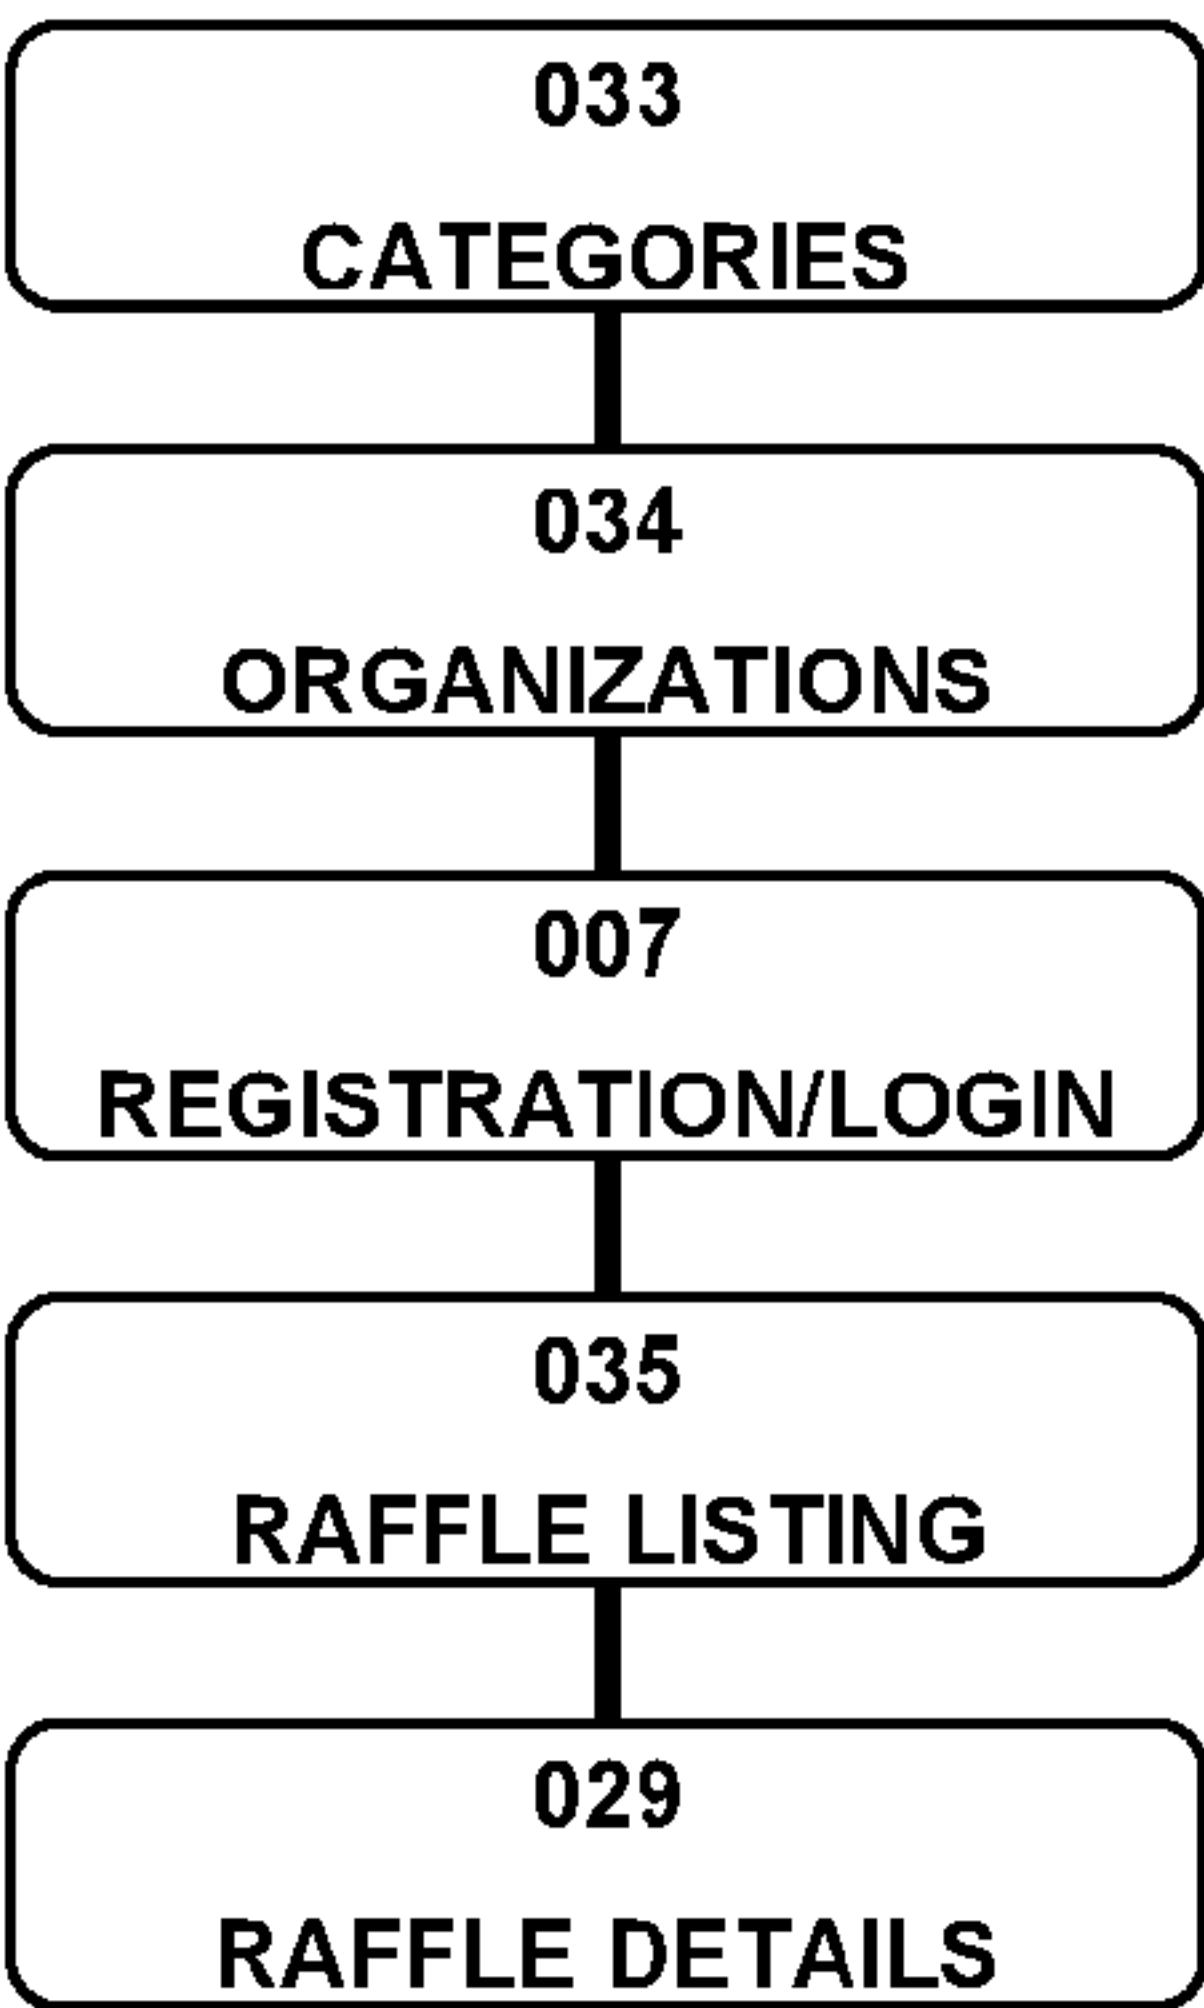 033
CATEGORIES
034
ORGANIZATIONS
007
REGISTRATION/LOGIN
035
RAFFLE LISTING
029
RAFFLE DETAILS